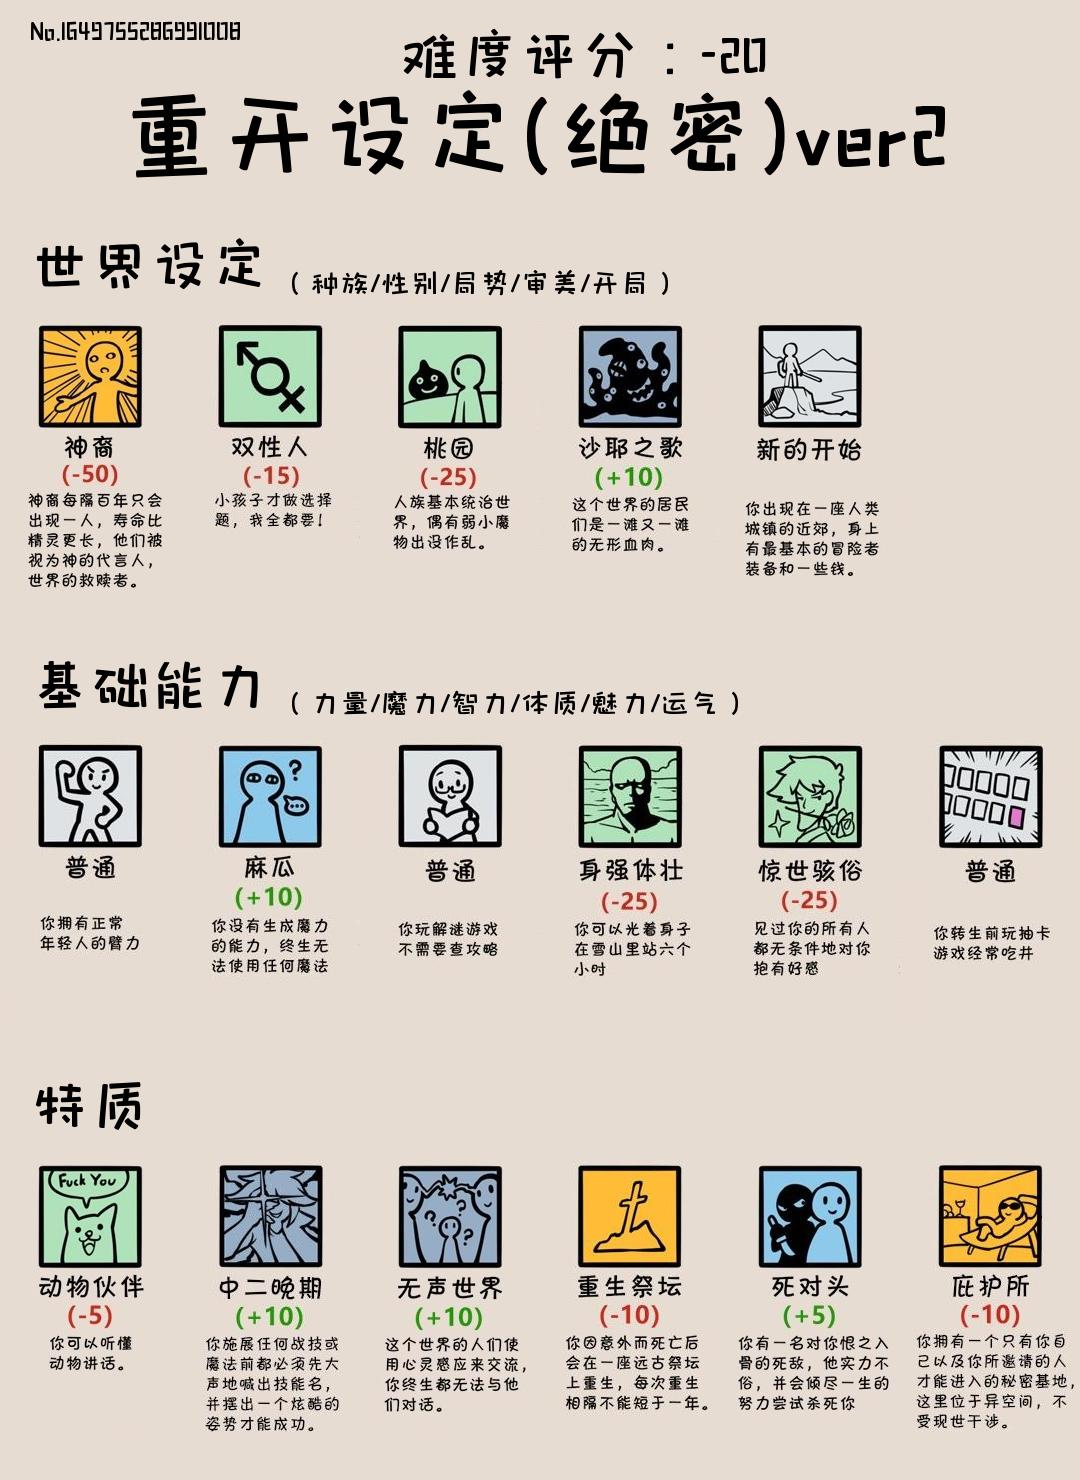 No.1649755286991008
难度评分：-20
重开设定(绝密)ver2
世界设定 （种族/性别/局势/审美/开局）
神裔 双性人 桃园 沙耶之歌 新的开始
(-50) (-15) (-25) (+10)
神裔每隔百年只会
出现一人，寿命比
精灵更长，他们被
视为神的代言人，
世界的救赎者。
小孩子才做选择
题，我全都要！
人族基本统治世
界，偶有弱小魔
物出没作乱。
这个世界的居民
们是一滩又一滩
的无形血肉。
你出现在一座人类
城镇的近郊，身上
有最基本的冒险者
装备和一些钱。
基础能力 （力量/魔力/智力/体质/魅力/运气）
普通 麻瓜 普通 身强体壮 惊世骇俗 普通
(+10) (-25) (-25)
你拥有正常
年轻人的臂力
你没有生成魔力
的能力，终生无
法使用任何魔法
你玩解谜游戏
不需要查攻略
你可以光着身子
在雪山里站六个
小时
见过你的所有人
都无条件地对你
抱有好感
你转生前玩抽卡
游戏经常吃井
特质
Fuck You
动物伙伴 中二晚期 无声世界 重生祭坛 死对头 庇护所
(-5) (+10) (+10) (-10) (+5) (-10)
你可以听懂
动物讲话。
你施展任何战技或
魔法前都必须先大
声地喊出技能名，
并摆出一个炫酷的
姿势才能成功。
这个世界的人们使
用心灵感应来交流，
你终生都无法与他
们对话。
你因意外而死亡后
会在一座远古祭坛
上重生，每次重生
相隔不能短于一年。
你有一名对你恨之入
骨的死敌，他实力不
俗，并会倾尽一生的
努力尝试杀死你
你拥有一个只有你自
己以及你所邀请的人
才能进入的秘密基地，
这里位于异空间，不
受现世干涉。